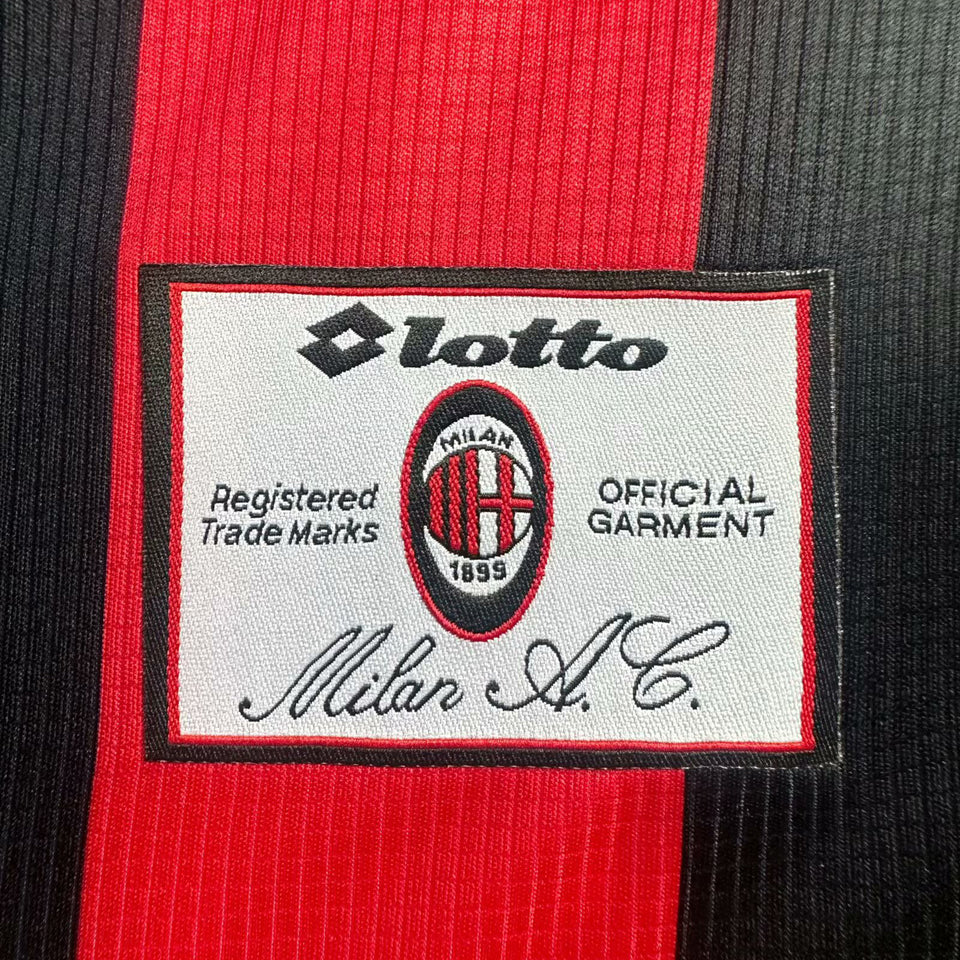 lotto
MILAN
Registered
Trade Marks
OFFICIAL
GARMENT
1899
Milan A.C.